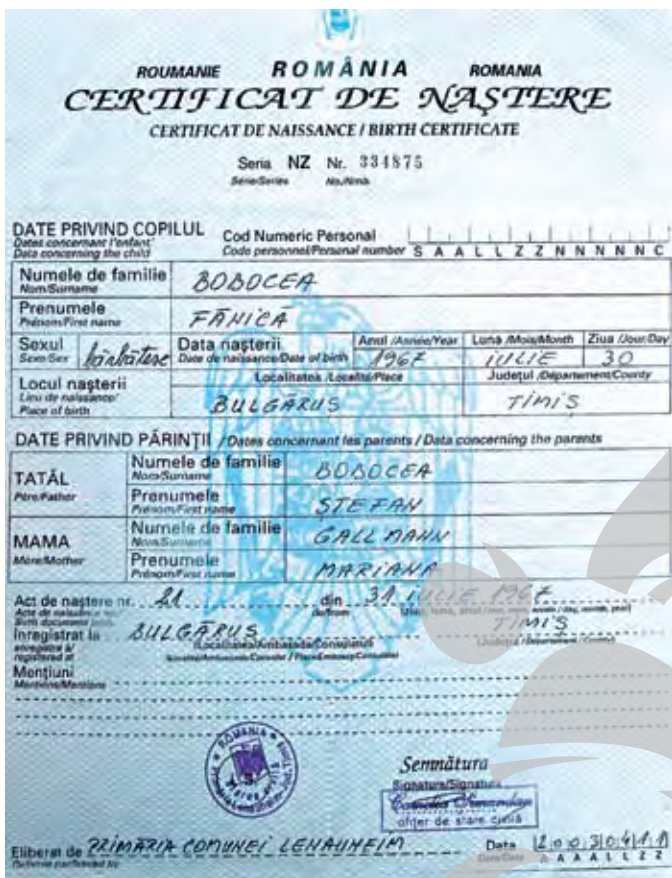 ROUMANIE ROMÂNIA ROMANIA
CERTIFICAT DE NAŞTERE
CERTIFICAT DE NAISSANCE / BIRTH CERTIFICATE
Seria NZ Nr. 334875
Série/Series
DATE PRIVIND COPILUL Cod Numeric Personal
Dates concernant l'enfant Code personnel/Personal number S A A L L Z Z N N N N N C
Data concerning the child
Numele de familie BOBOCEA
Nom/Surname
Prenumele FĂNICĂ
Prénom/First name
Sexul bărbătesc Data naşterii Anul /Année/Year Luna /Mois/Month Ziua /Jour/Day
Sexe/Sex Date de naissance/Date of birth 1967 IULIE 30
Locul naşterii Localitatea /Localité/Place Judeţul /Département/County
Lieu de naissance/ BULGĂRUS TIMIŞ
Place of birth
DATE PRIVIND PĂRINŢII /Dates concernant les parents / Data concerning the parents
TATĂL Numele de familie BOBOCEA
Père/Father Nom/Surname
Prenumele ŞTEFAN
Prénom/First name
MAMA Numele de familie GALLMANN
Mère/Mother Nom/Surname
Prenumele MARIANA
Prénom/First name
Act de naştere nr. 21 din 31 IULIE 1967
Înregistrat la BULGĂRUS TIMIŞ
registered at
Menţiuni
Mentions/Mentions
ROMANIA
Semnătura
Signature/Signature
ofiţer de stare civilă
Eliberat de PRIMĂRIA COMUNEI LENAUHEIM Data 2 0 0 3 0 4 1 1
Date/Date A A A A L L Z Z